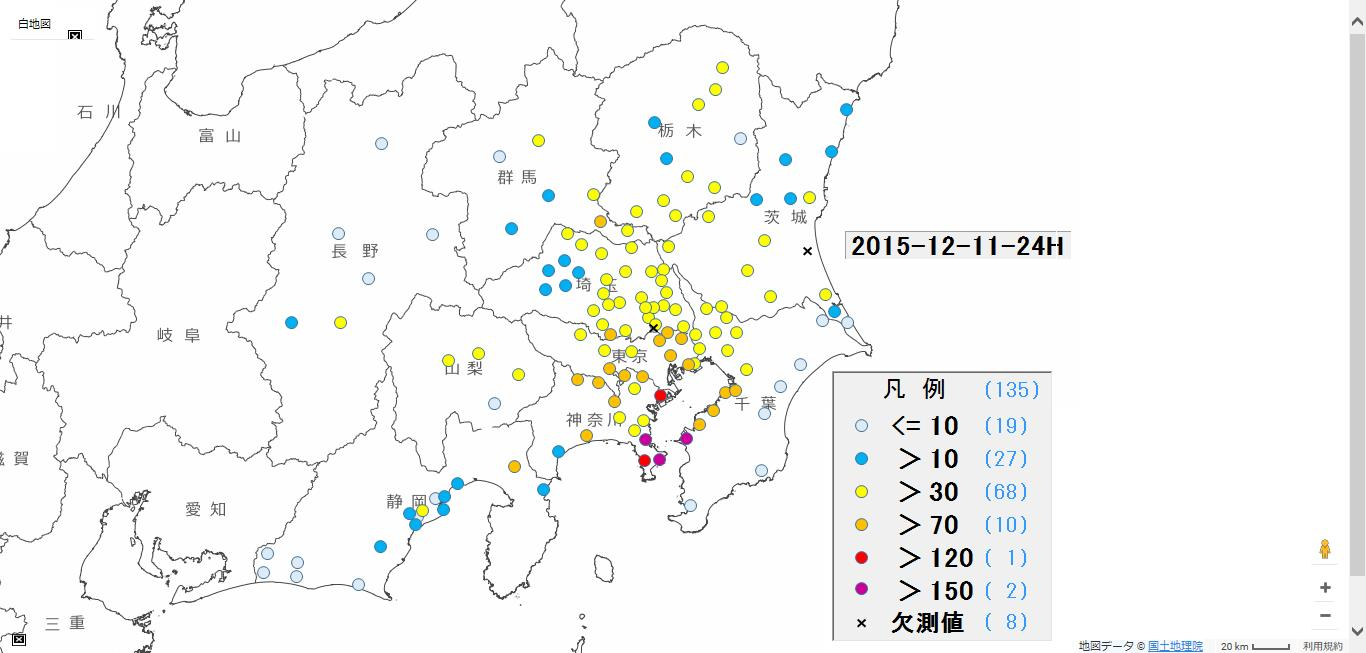 白地図
石 川
富 山
栃 木
群 馬
茨 城
長 野
2015-12-11-24H
埼 玉
井
岐 阜
東京
山 梨
千 葉
神奈川
滋 賀
静 岡
愛 知
三 重
凡 例 (135)
<= 10 (19)
> 10 (27)
> 30 (68)
> 70 (10)
> 120 ( 1)
> 150 ( 2)
× 欠測値 ( 8)
地図データ © 国土地理院 20 km 利用規約